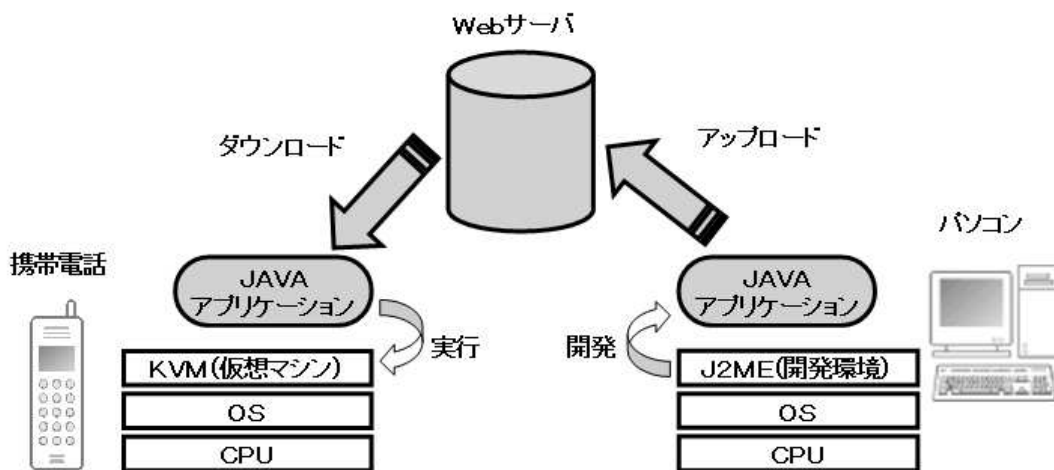 Webサーバ
ダウンロード
アップロード
携帯電話
JAVA
アプリケーション
実行
KVM(仮想マシン)
OS
CPU
パソコン
JAVA
アプリケーション
開発
J2ME(開発環境)
OS
CPU